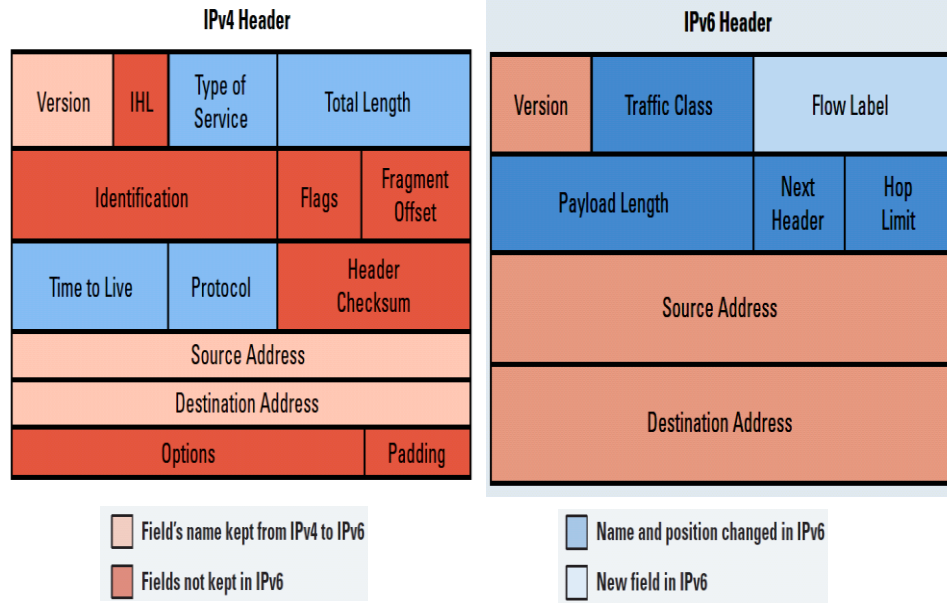 IPv4 Header
Version
IHL
Type of
Service
Total Length
Identification
Flags
Fragment
Offset
Time to Live
Protocol
Header
Checksum
Source Address
Destination Address
Options
Padding
Field's name kept from IPv4 to IPv6
Fields not kept in IPv6
IPv6 Header
Version
Traffic Class
Flow Label
Payload Length
Next
Header
Hop
Limit
Source Address
Destination Address
Name and position changed in IPv6
New field in IPv6